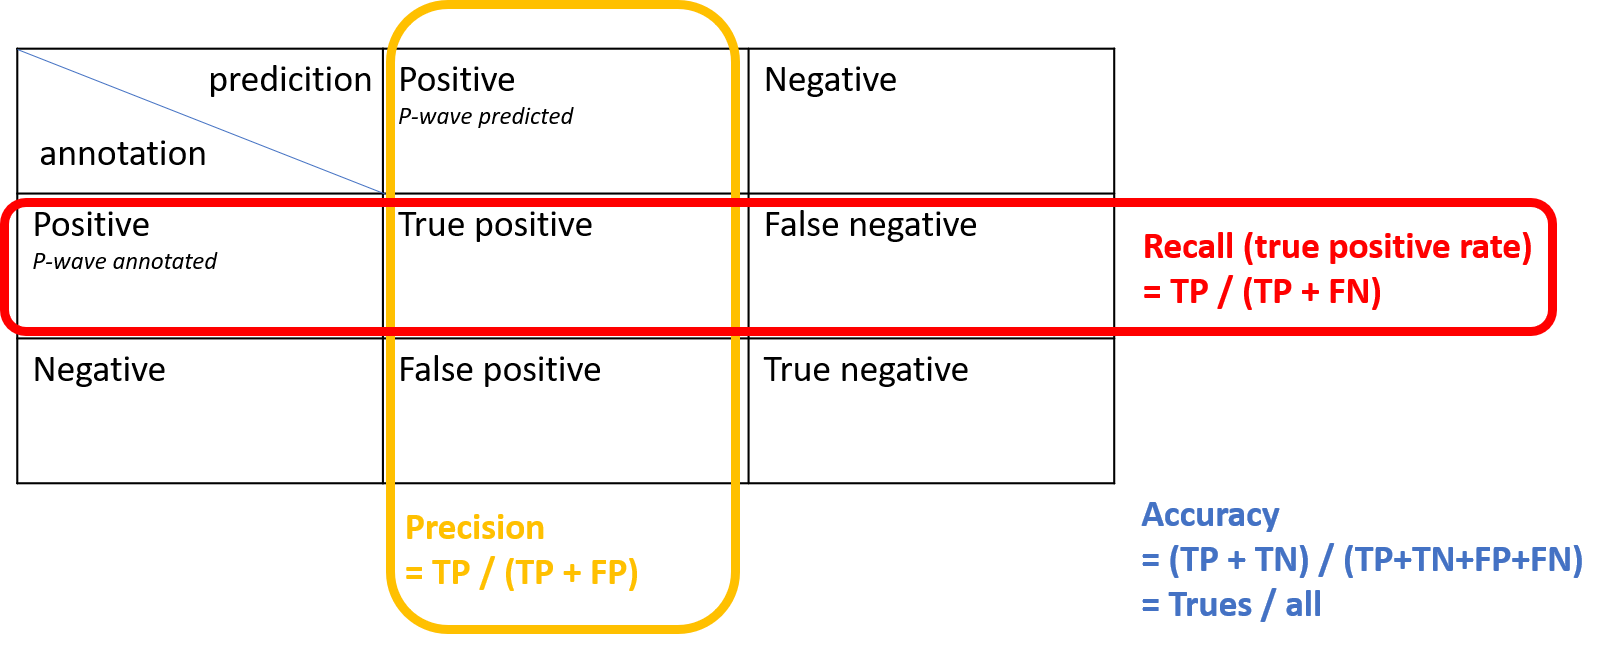 predicition
annotation
Positive
P-wave predicted
Negative
Positive
P-wave annotated
True positive
False negative
Recall (true positive rate)
= TP / (TP + FN)
Negative
False positive
True negative
Precision
= TP / (TP + FP)
Accuracy
= (TP + TN) / (TP+TN+FP+FN)
= Trues / all